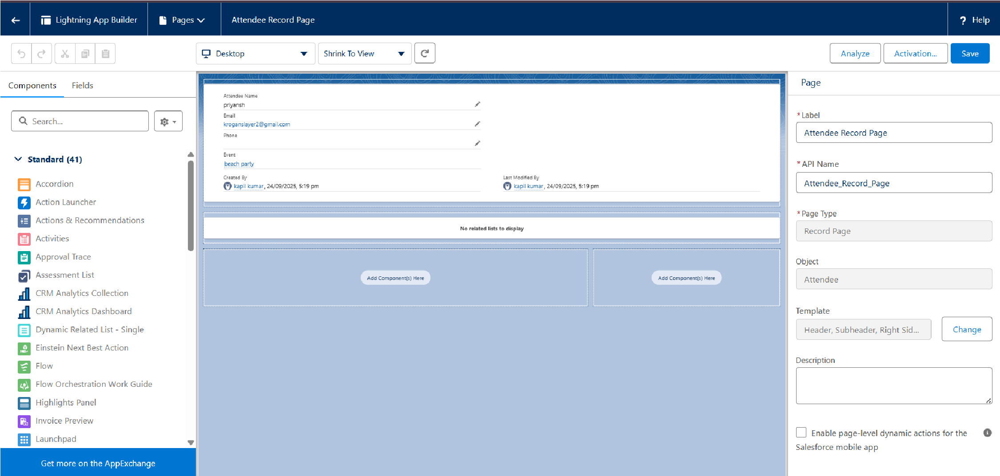 Lightning App Builder
Pages
Attendee Record Page
? Help
Desktop
Shrink To View
Analyze
Activation...
Save
Components
Fields
Search...
Standard (41)
Accordion
Action Launcher
Actions & Recommendations
Activities
Approval Trace
Assessment List
CRM Analytics Collection
CRM Analytics Dashboard
Dynamic Related List - Single
Einstein Next Best Action
Flow
Flow Orchestration Work Guide
Highlights Panel
Invoice Preview
Launchpad
Get more on the AppExchange
Attendee Name
priyansh
Email
kroganslayer2@gmail.com
Phone
Event
beach party
Created By
kapil kumar, 24/09/2025, 5:19 pm
Last Modified By
kapil kumar, 24/09/2025, 5:19 pm
No related lists to display
Add Component(s) Here
Add Component(s) Here
Page
*Label
Attendee Record Page
*API Name
Attendee_Record_Page
*Page Type
Record Page
Object
Attendee
Template
Header, Subheader, Right Sid...
Change
Description
Enable page-level dynamic actions for the
Salesforce mobile app